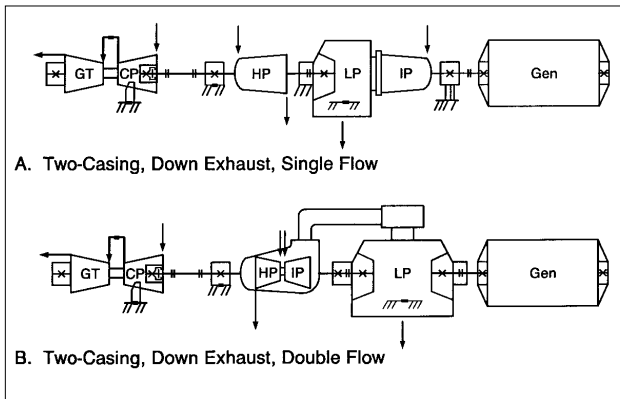 GT CP HP LP IP Gen
A. Two-Casing, Down Exhaust, Single Flow
GT CP HP IP LP Gen
B. Two-Casing, Down Exhaust, Double Flow